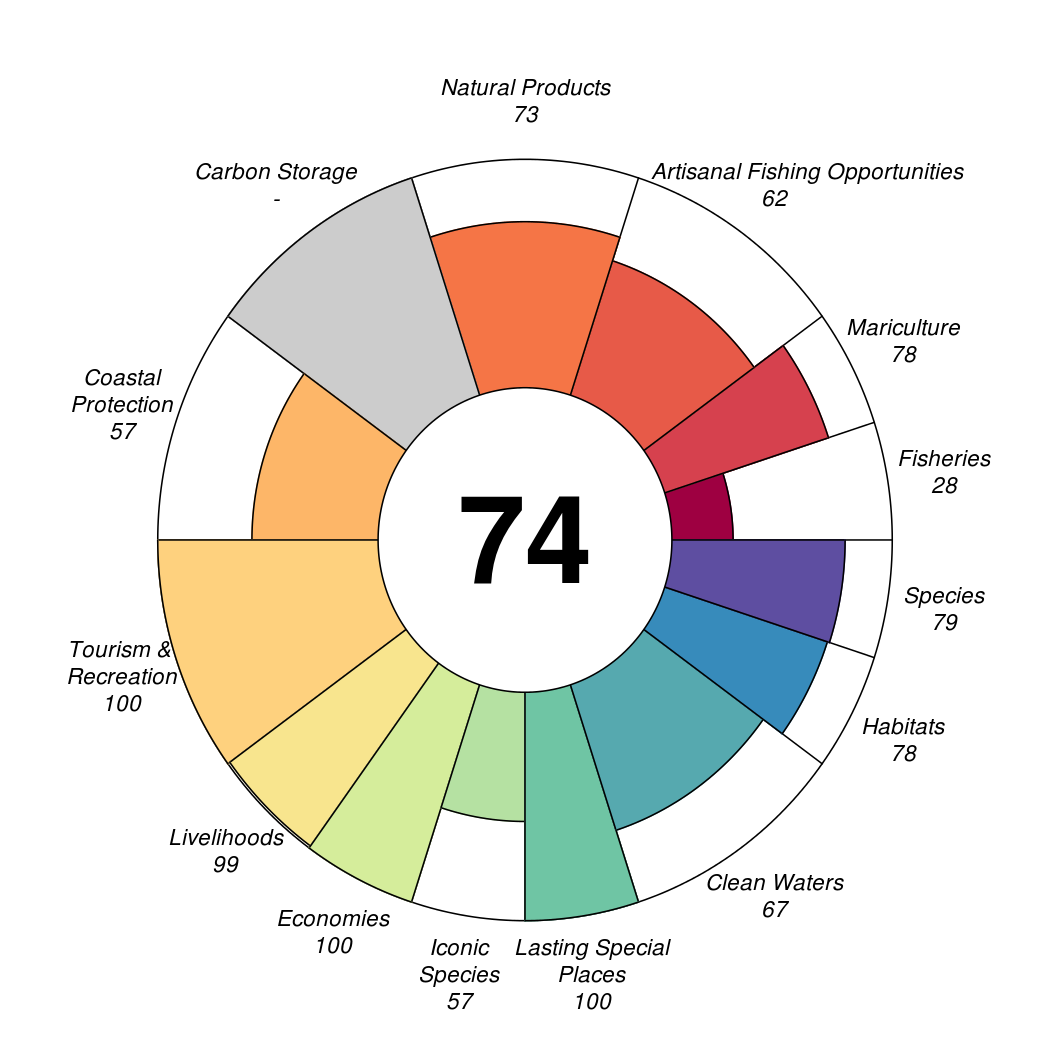 Natural Products
73
Artisanal Fishing Opportunities
62
Mariculture
78
Fisheries
28
Species
79
Habitats
78
Clean Waters
67
Lasting Special
Places
100
Iconic
Species
57
Economies
100
Livelihoods
99
Tourism &
Recreation
100
Coastal
Protection
57
Carbon Storage
-
74